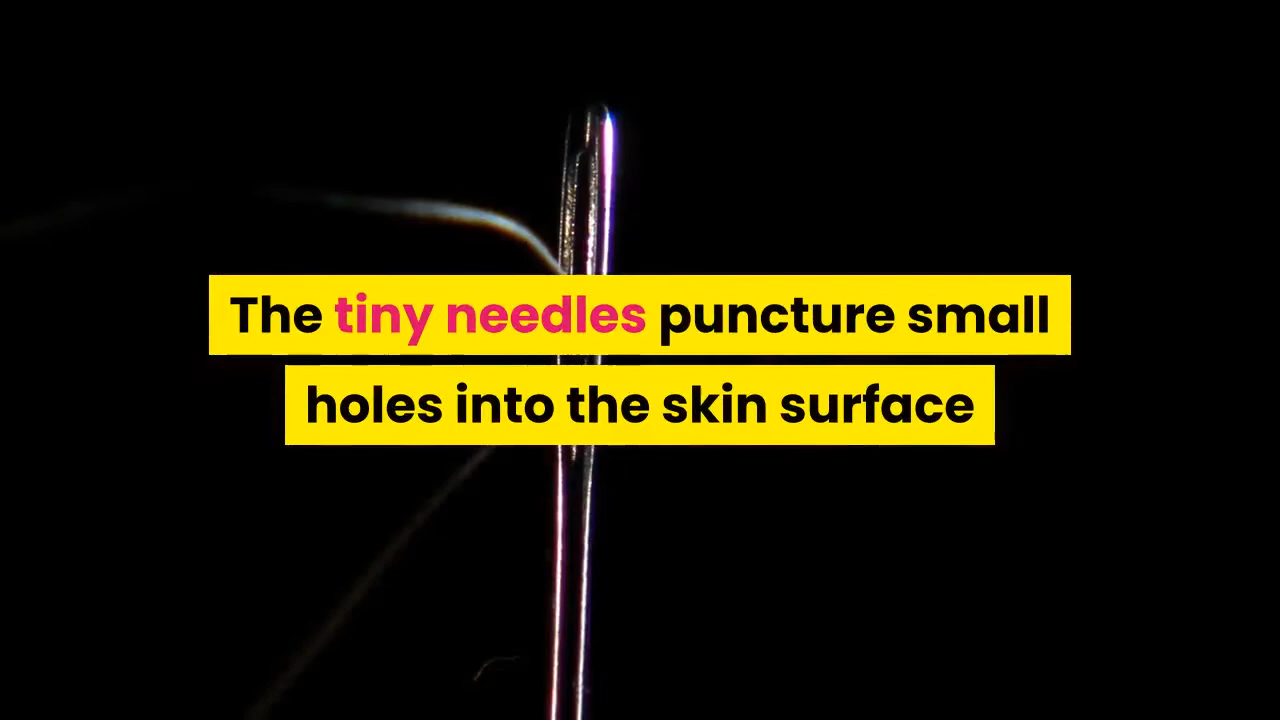 The tiny needles puncture small
holes into the skin surface